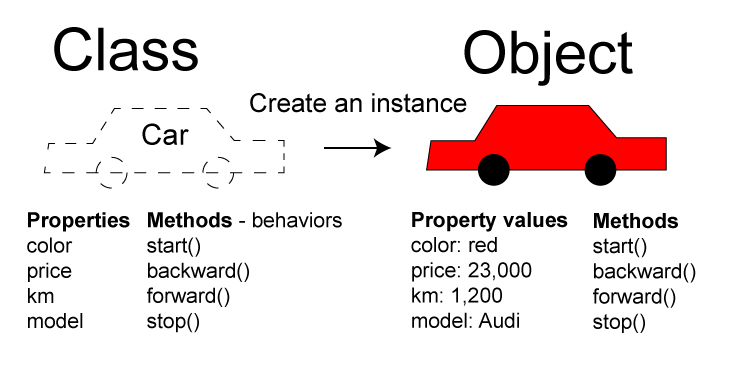 Class
Object
Create an instance
Car
Properties Methods - behaviors
color start()
price backward()
km forward()
model stop()
Property values Methods
color: red start()
price: 23,000 backward()
km: 1,200 forward()
model: Audi stop()